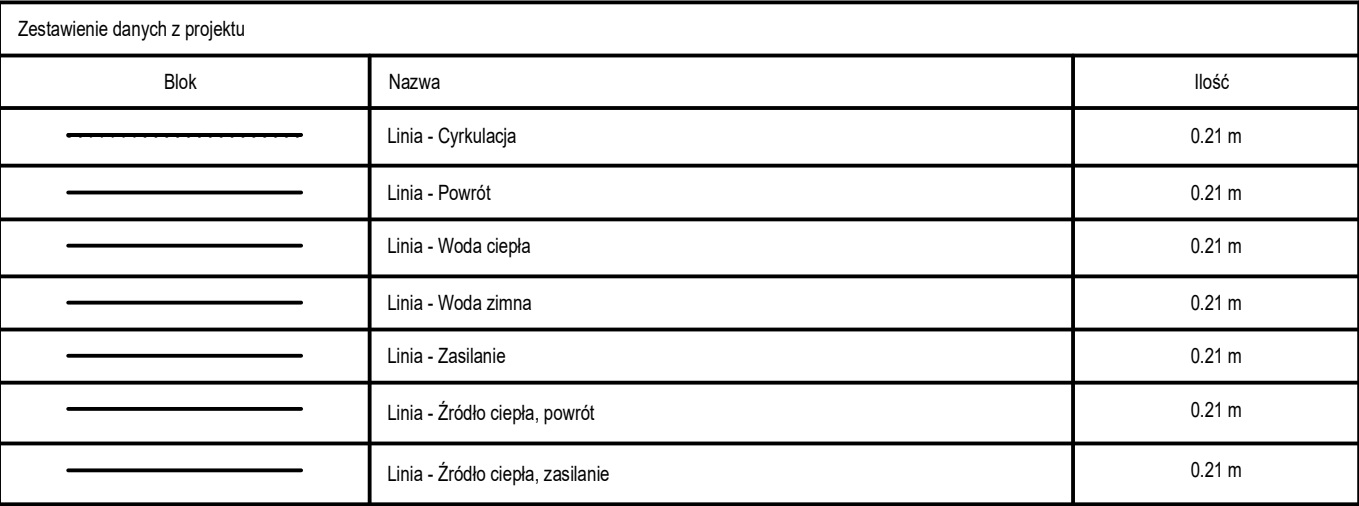 Zestawienie danych z projektu
Blok Nazwa Ilość
Linia - Cyrkulacja 0.21 m
Linia - Powrót 0.21 m
Linia - Woda ciepła 0.21 m
Linia - Woda zimna 0.21 m
Linia - Zasilanie 0.21 m
Linia - Źródło ciepła, powrót 0.21 m
Linia - Źródło ciepła, zasilanie 0.21 m